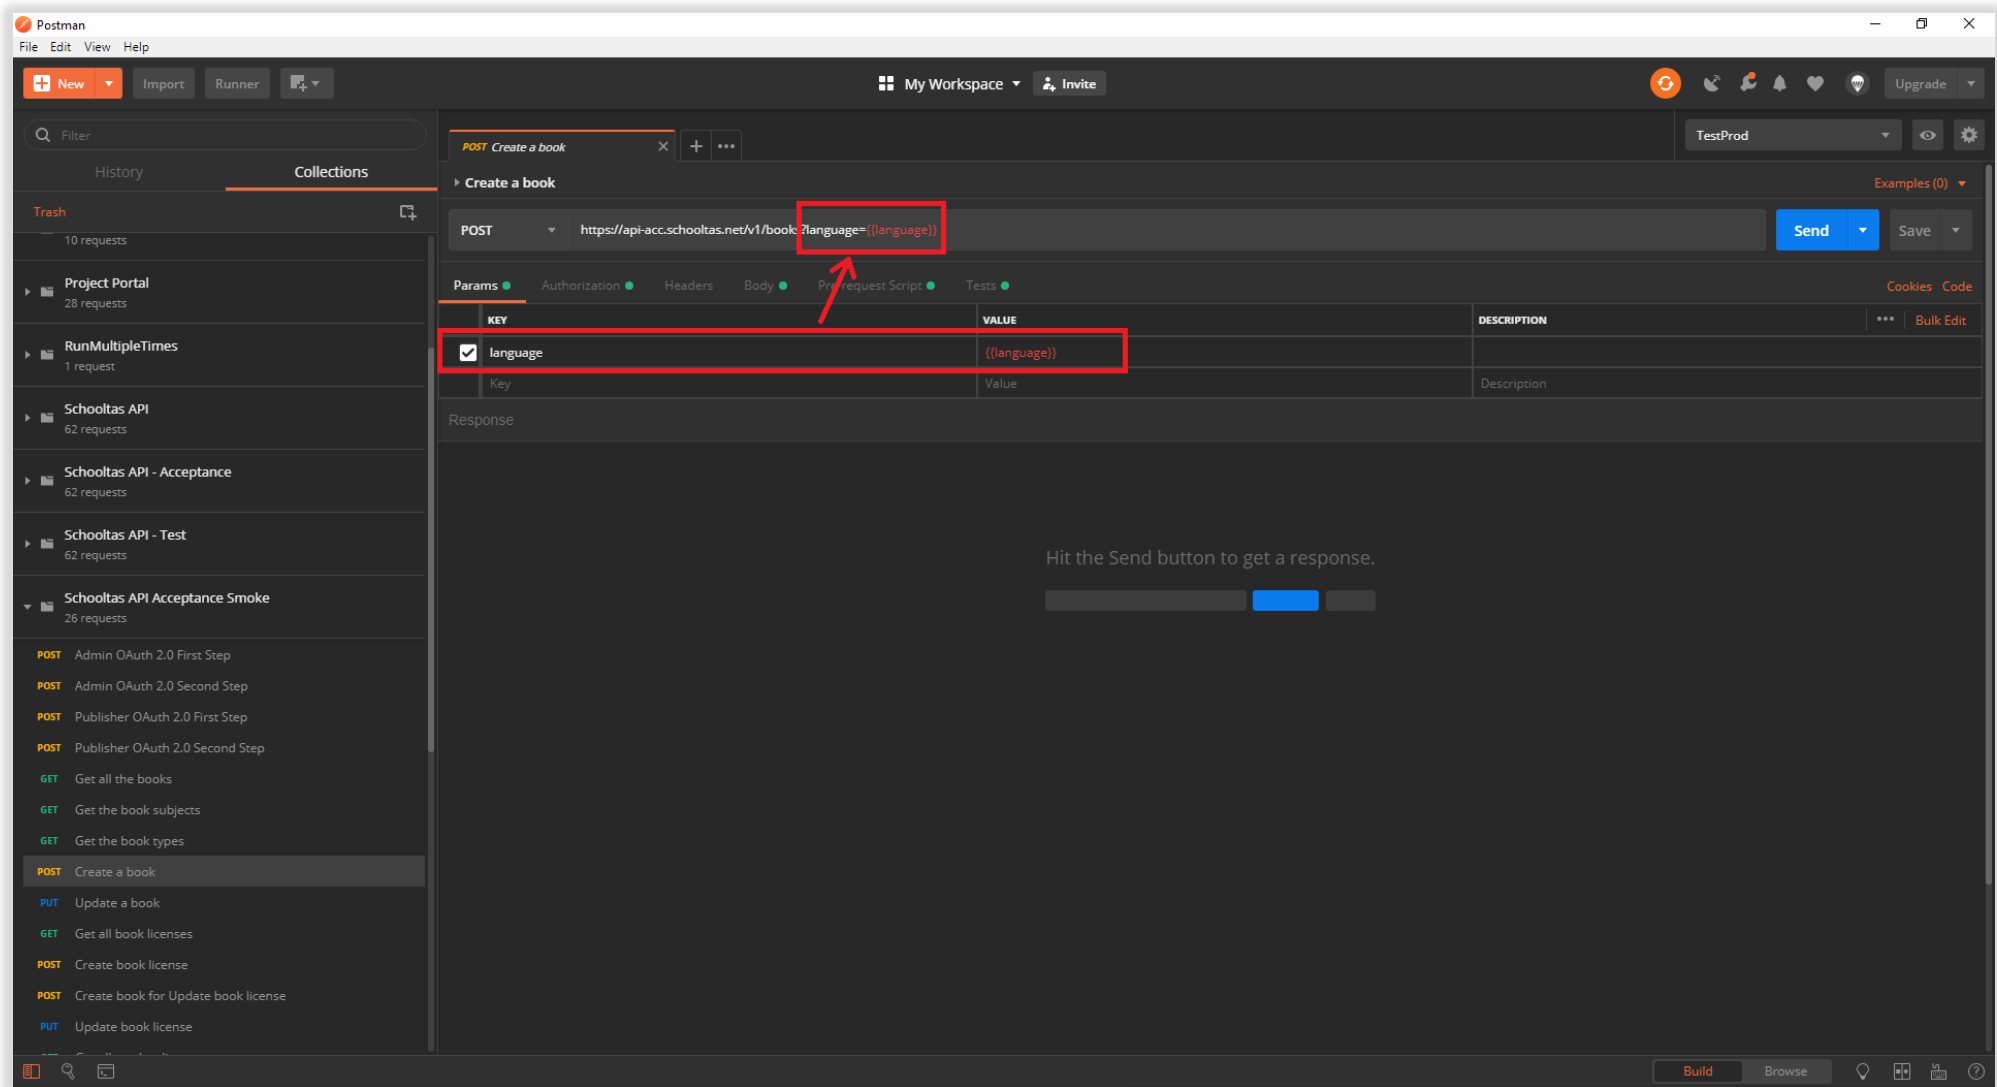 Postman
File Edit View Help
New Import Runner My Workspace Invite Upgrade
Filter
History Collections
Trash
10 requests
Project Portal
28 requests
RunMultipleTimes
1 request
Schooltas API
62 requests
Schooltas API - Acceptance
62 requests
Schooltas API - Test
62 requests
Schooltas API Acceptance Smoke
26 requests
POST Admin OAuth 2.0 First Step
POST Admin OAuth 2.0 Second Step
POST Publisher OAuth 2.0 First Step
POST Publisher OAuth 2.0 Second Step
GET Get all the books
GET Get the book subjects
GET Get the book types
POST Create a book
PUT Update a book
GET Get all book licenses
POST Create book license
POST Create book for Update book license
PUT Update book license
POST Create a book
TestProd
Create a book
Examples (0)
POST https://api-acc.schooltas.net/v1/books?language={{language}} Send Save
Params Authorization Headers Body Pre-request Script Tests Cookies Code
KEY VALUE DESCRIPTION Bulk Edit
language {{language}}
Key Value Description
Response
Hit the Send button to get a response.
Build Browse